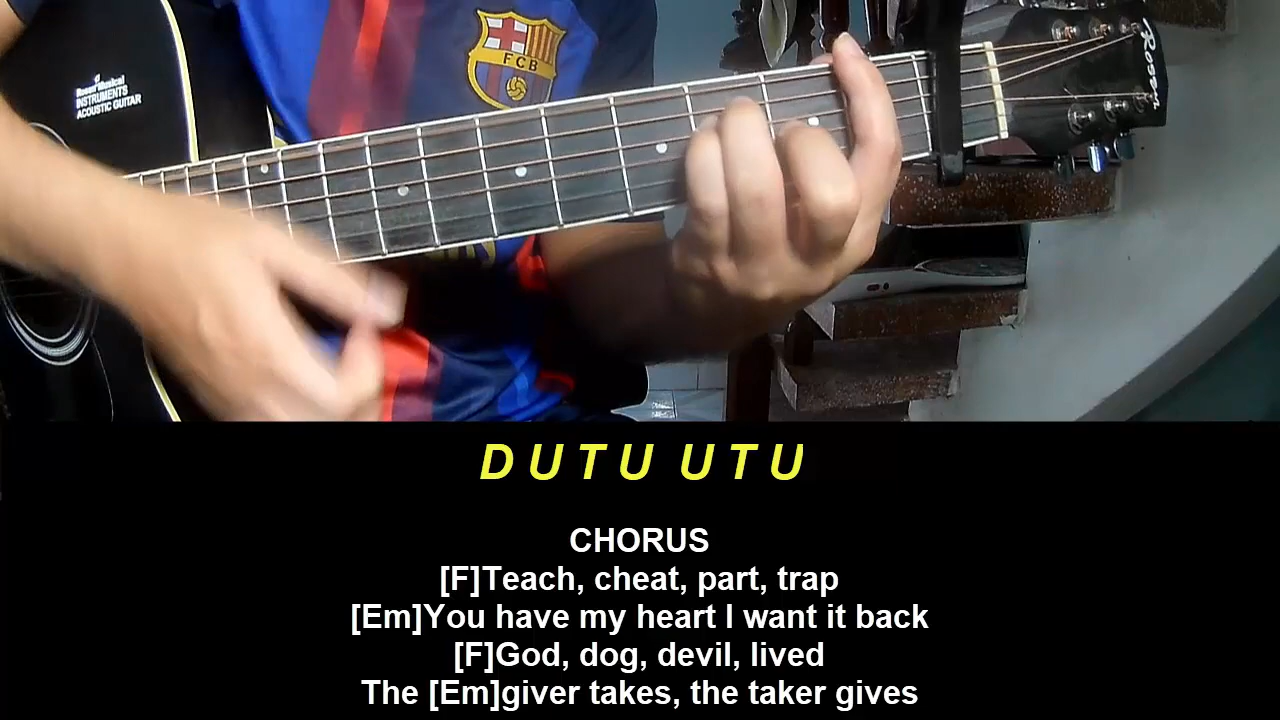 Rosen Musical
INSTRUMENTS
ACOUSTIC GUITAR
FCB
Rosen
D U T U U T U
CHORUS
[F]Teach, cheat, part, trap
[Em]You have my heart I want it back
[F]God, dog, devil, lived
The [Em]giver takes, the taker gives